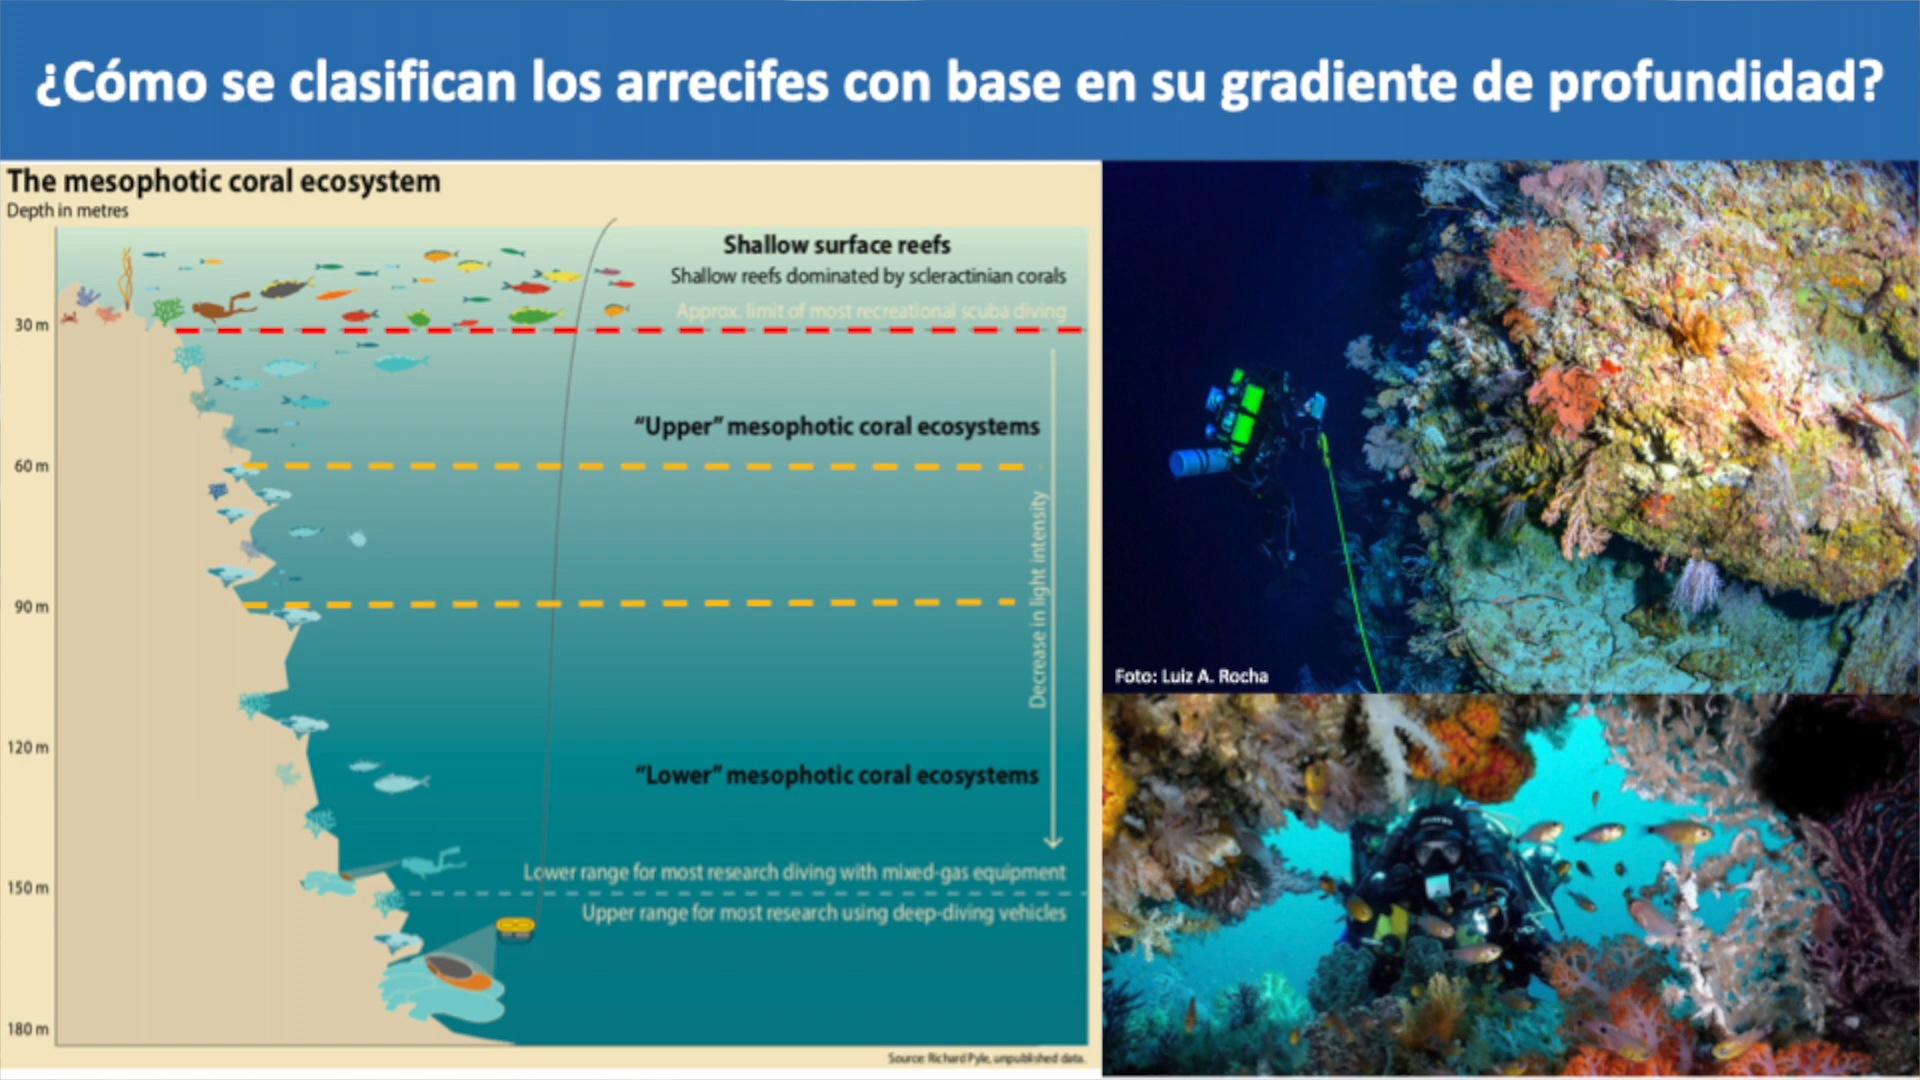 ¿Cómo se clasifican los arrecifes con base en su gradiente de profundidad?
The mesophotic coral ecosystem
Depth in metres
Shallow surface reefs
Shallow reefs dominated by scleractinian corals
Approx. limit of most recreational scuba diving
30 m
"Upper" mesophotic coral ecosystems
60 m
Decrease in light intensity
90 m
120 m
"Lower" mesophotic coral ecosystems
Lower range for most research diving with mixed-gas equipment
150 m
Upper range for most research using deep-diving vehicles
180 m
Source: Richard Pyle, unpublished data.
Foto: Luiz A. Rocha